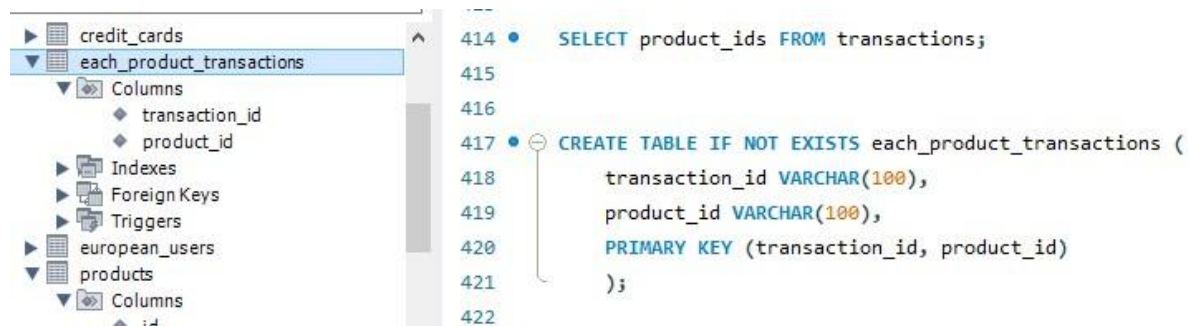 credit_cards
each_product_transactions
Columns
transaction_id
product_id
Indexes
Foreign Keys
Triggers
european_users
products
Columns
id
414 SELECT product_ids FROM transactions;
415
416
417 CREATE TABLE IF NOT EXISTS each_product_transactions (
418 transaction_id VARCHAR(100),
419 product_id VARCHAR(100),
420 PRIMARY KEY (transaction_id, product_id)
421 );
422